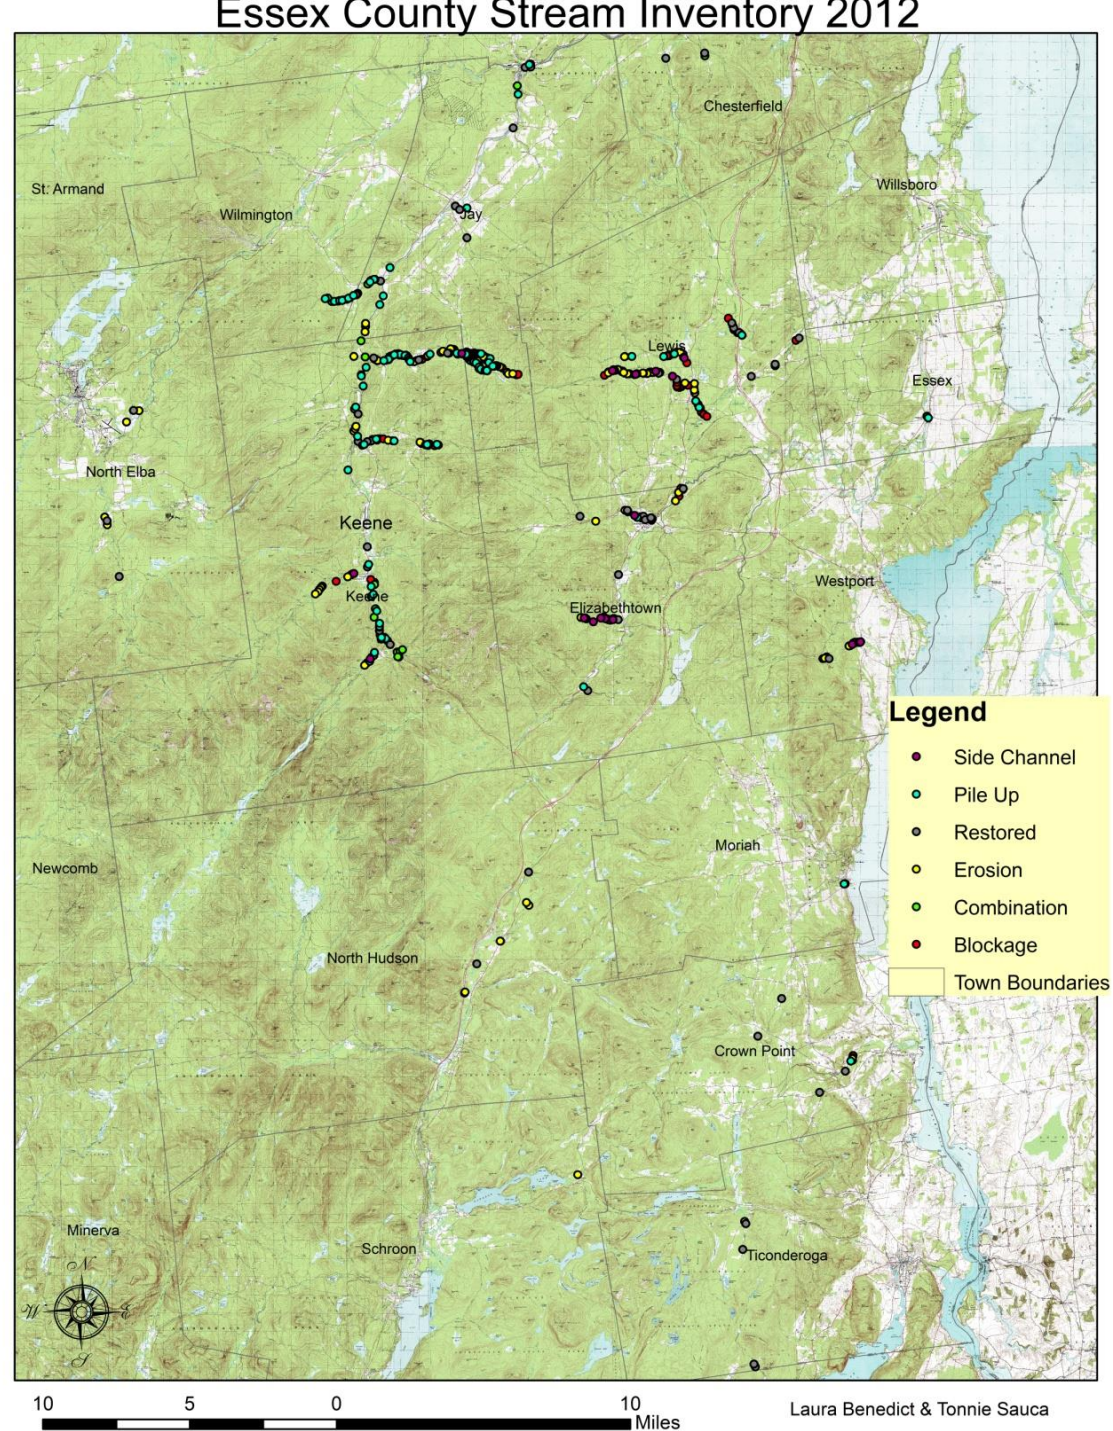 Essex County Stream Inventory 2012
Chesterfield
St. Armand
Willsboro
Wilmington
Jay
Lewis
Essex
North Elba
Keene
Westport
Keene
Elizabethtown
Legend
Side Channel
Pile Up
Restored
Erosion
Combination
Blockage
Town Boundaries
Moriah
Newcomb
North Hudson
Crown Point
Minerva
Schroon
Ticonderoga
N
W E
S
10 5 0 10
Miles
Laura Benedict & Tonnie Sauca